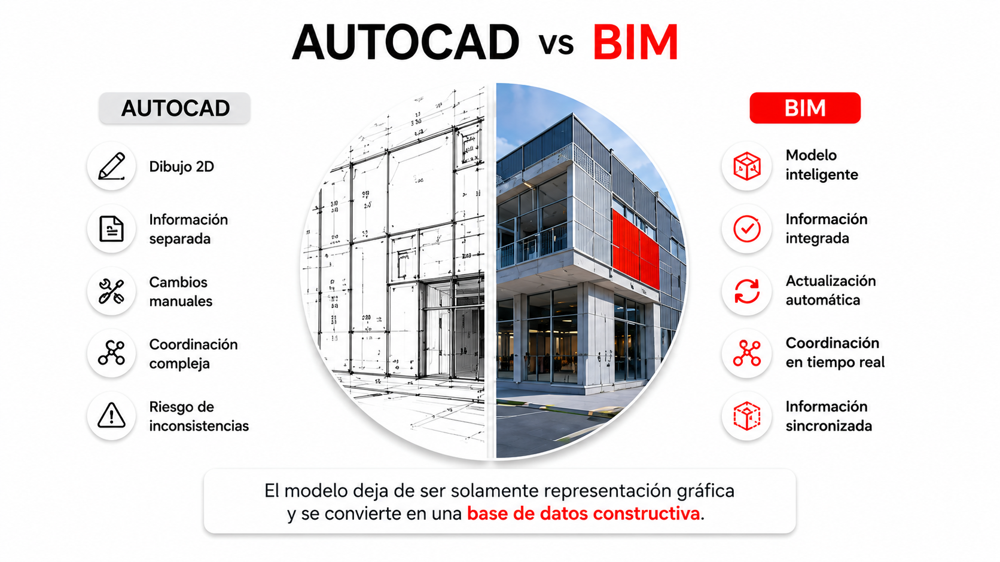 AUTOCAD vs BIM
AUTOCAD
Dibujo 2D
Información
separada
Cambios
manuales
Coordinación
compleja
Riesgo de
inconsistencias
BIM
Modelo
inteligente
Información
integrada
Actualización
automática
Coordinación
en tiempo real
Información
sincronizada
El modelo deja de ser solamente representación gráfica
y se convierte en una base de datos constructiva.